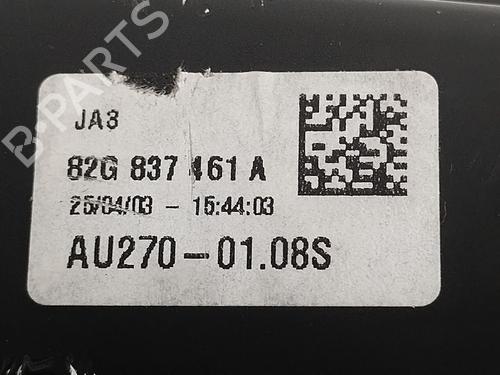 B-PARTS
JA3
82G 837 461 A
25/04/03 - 15:44:03
AU270-01.08S